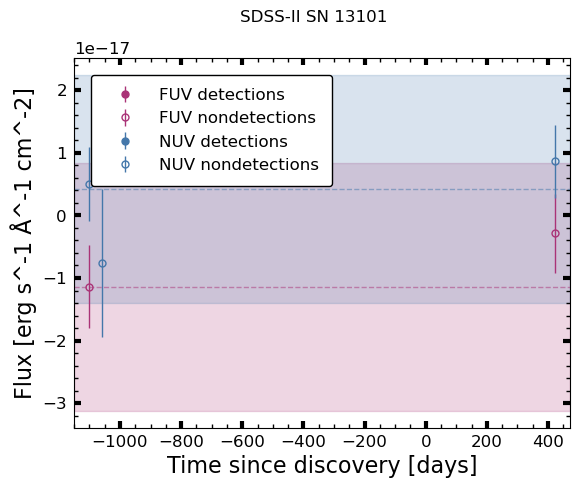 SDSS-II SN 13101
1e−17
FUV detections
FUV nondetections
NUV detections
NUV nondetections
2
1
0
−1
−2
−3
Flux [erg s^-1 Å^-1 cm^-2]
−1000 −800 −600 −400 −200 0 200 400
Time since discovery [days]